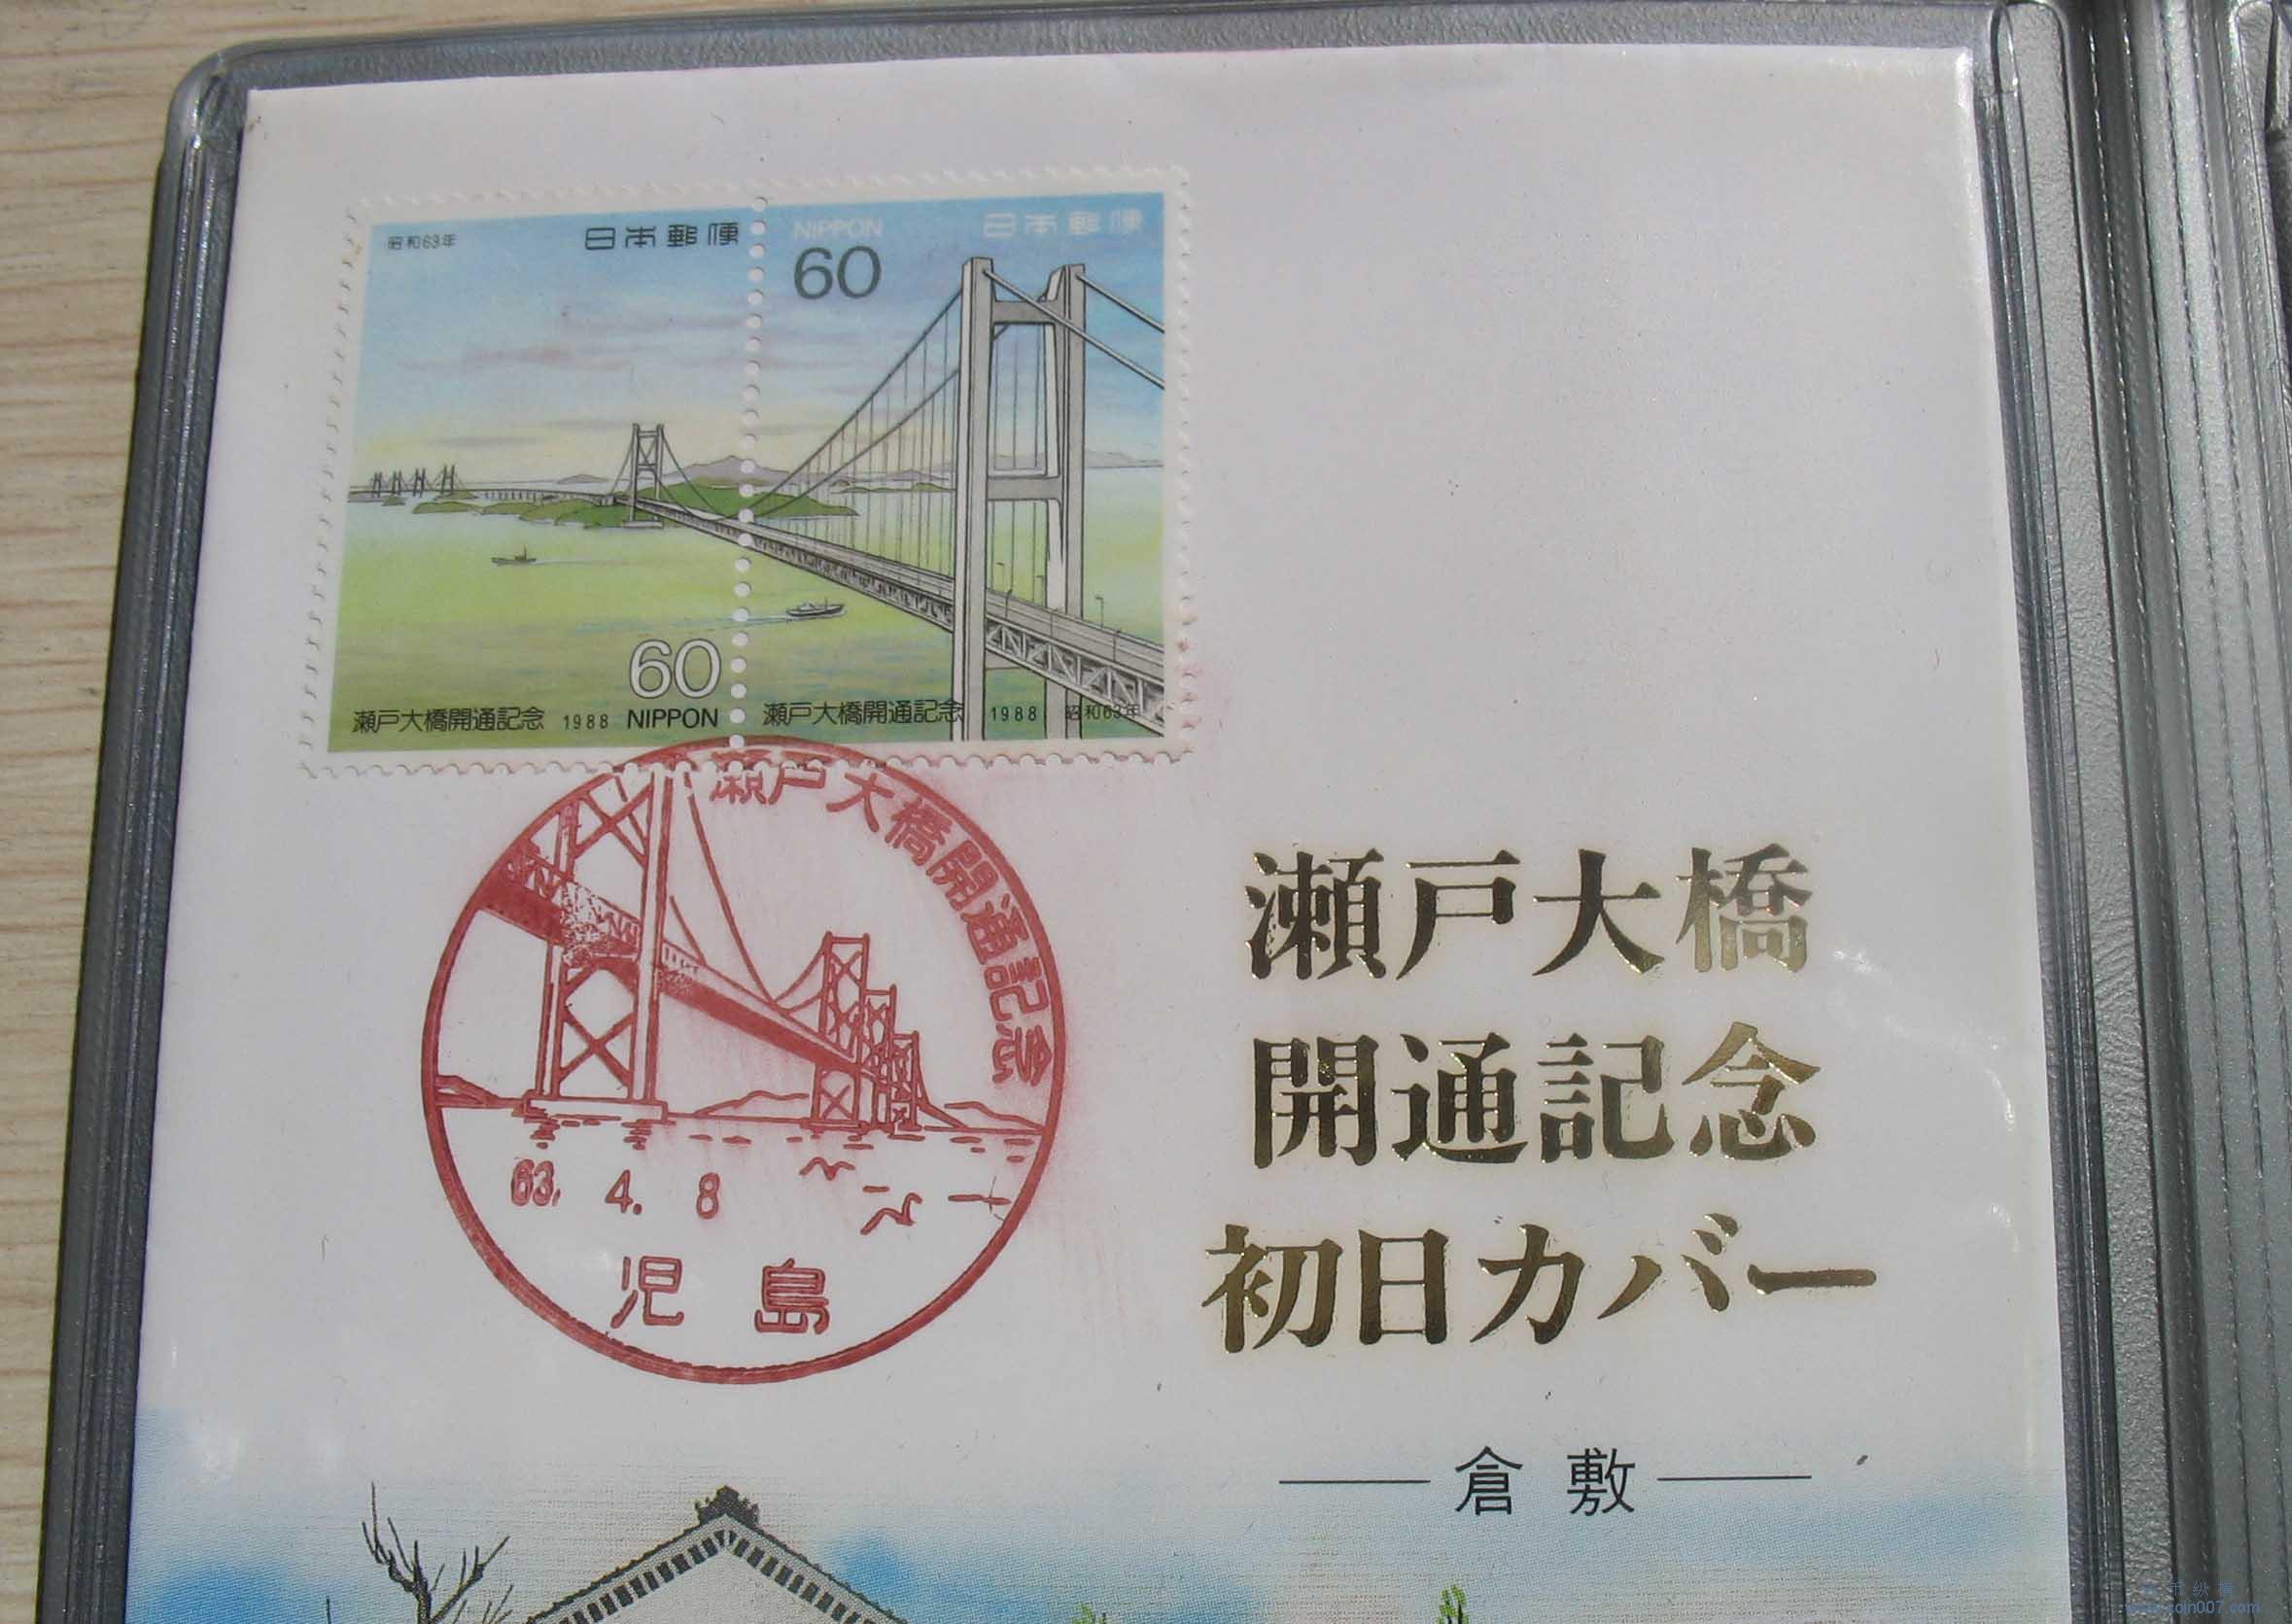 昭和63年 日本郵便
NIPPON 日本郵便
60
60
瀬戸大橋開通記念 1988 NIPPON
瀬戸大橋開通記念 1988 昭和63年
瀬戸大橋開通記念
63. 4. 8
児島
瀬戸大橋
開通記念
初日カバー
倉敷
www.coin007.com